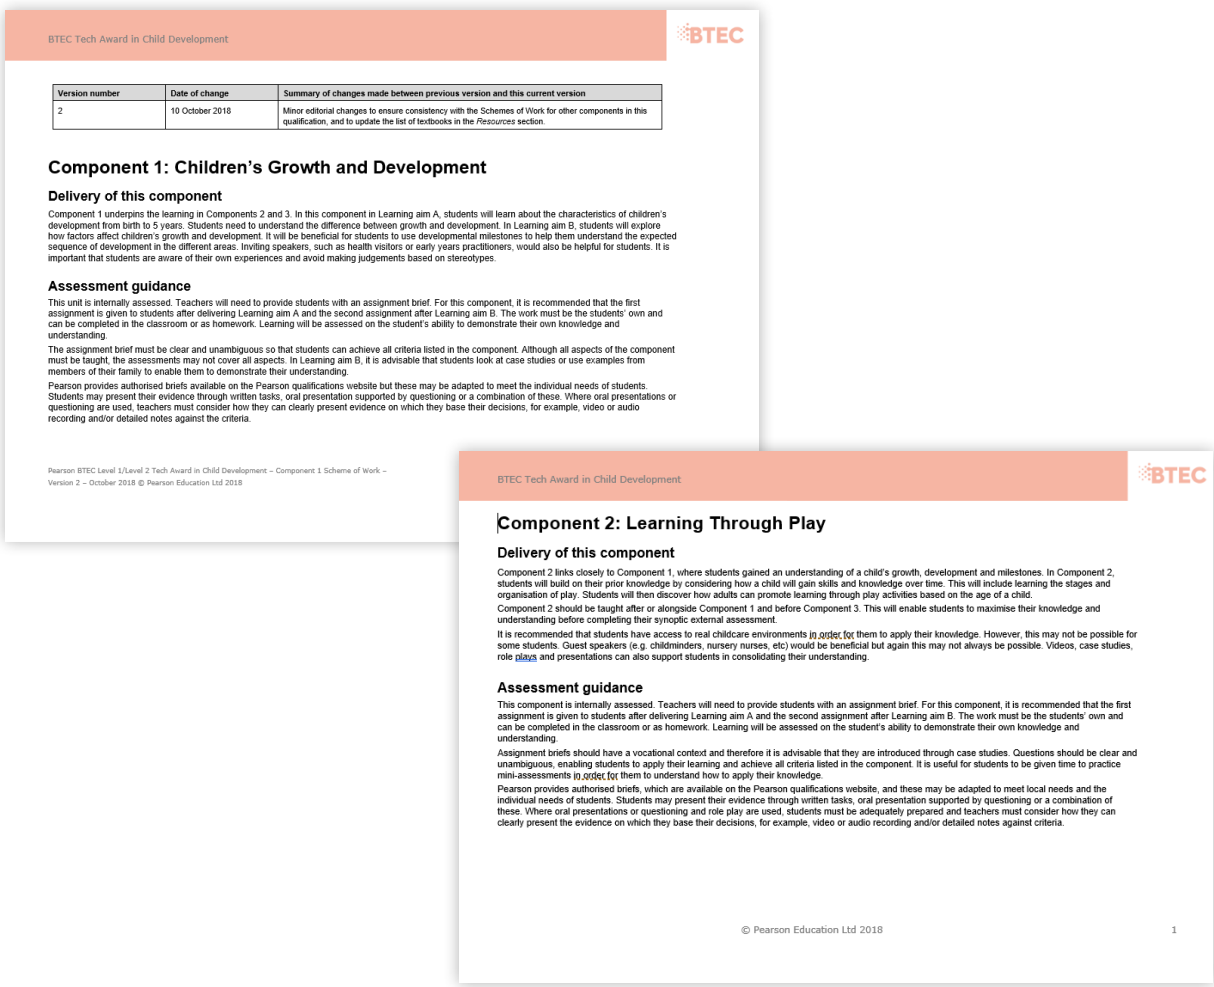 BTEC Tech Award in Child Development
BTEC
Version number
Date of change
Summary of changes made between previous version and this current version
2
10 October 2018
Minor editorial changes to ensure consistency with the Schemes of Work for other components in this
qualification, and to update the list of textbooks in the Resources section.
Component 1: Children's Growth and Development
Delivery of this component
Component 1 underpins the learning in Components 2 and 3. In this component in Learning aim A, students will learn about the characteristics of children's
development from birth to 5 years. Students need to understand the difference between growth and development. In Learning aim B, students will explore
how factors affect children's growth and development. It will be beneficial for students to use developmental milestones to help them understand the expected
sequence of development in the different areas. Inviting speakers, such as health visitors or early years practitioners, would also be helpful for students. It is
important that students are aware of their own experiences and avoid making judgements based on stereotypes.
Assessment guidance
This unit is internally assessed. Teachers will need to provide students with an assignment brief. For this component, it is recommended that the first
assignment is given to students after delivering Learning aim A and the second assignment after Learning aim B. The work must be the students' own and
can be completed in the classroom or as homework. Learning will be assessed on the student's ability to demonstrate their own knowledge and
understanding.
The assignment brief must be clear and unambiguous so that students can achieve all criteria listed in the component. Although all aspects of the component
must be taught, the assessments may not cover all aspects. In Learning aim B, it is advisable that students look at case studies or use examples from
members of their family to enable them to demonstrate their understanding.
Pearson provides authorised briefs available on the Pearson qualifications website but these may be adapted to meet the individual needs of students.
Students may present their evidence through written tasks, oral presentation supported by questioning or a combination of these. Where oral presentations or
questioning are used, teachers must consider how they can clearly present evidence on which they base their decisions, for example, video or audio
recording and/or detailed notes against the criteria.
Pearson BTEC Level 1/Level 2 Tech Award in Child Development – Component 1 Scheme of Work –
Version 2 – October 2018 © Pearson Education Ltd 2018
BTEC Tech Award in Child Development
BTEC
Component 2: Learning Through Play
Delivery of this component
Component 2 links closely to Component 1, where students gained an understanding of a child's growth, development and milestones. In Component 2,
students will build on their prior knowledge by considering how a child will gain skills and knowledge over time. This will include learning the stages and
organisation of play. Students will then discover how adults can promote learning through play activities based on the age of a child.
Component 2 should be taught after or alongside Component 1 and before Component 3. This will enable students to maximise their knowledge and
understanding before completing their synoptic external assessment.
It is recommended that students have access to real childcare environments in order for them to apply their knowledge. However, this may not be possible for
some students. Guest speakers (e.g. childminders, nursery nurses, etc) would be beneficial but again this may not always be possible. Videos, case studies,
role plays and presentations can also support students in consolidating their understanding.
Assessment guidance
This component is internally assessed. Teachers will need to provide students with an assignment brief. For this component, it is recommended that the first
assignment is given to students after delivering Learning aim A and the second assignment after Learning aim B. The work must be the students' own and
can be completed in the classroom or as homework. Learning will be assessed on the student's ability to demonstrate their own knowledge and
understanding.
Assignment briefs should have a vocational context and therefore it is advisable that they are introduced through case studies. Questions should be clear and
unambiguous, enabling students to apply their learning and achieve all criteria listed in the component. It is useful for students to be given time to practice
mini-assessments in order for them to understand how to apply their knowledge.
Pearson provides authorised briefs, which are available on the Pearson qualifications website, and these may be adapted to meet local needs and the
individual needs of students. Students may present their evidence through written tasks, oral presentation supported by questioning or a combination of
these. Where oral presentations or questioning and role play are used, students must be adequately prepared and teachers must consider how they can
clearly present the evidence on which they base their decisions, for example, video or audio recording and/or detailed notes against criteria.
© Pearson Education Ltd 2018
1